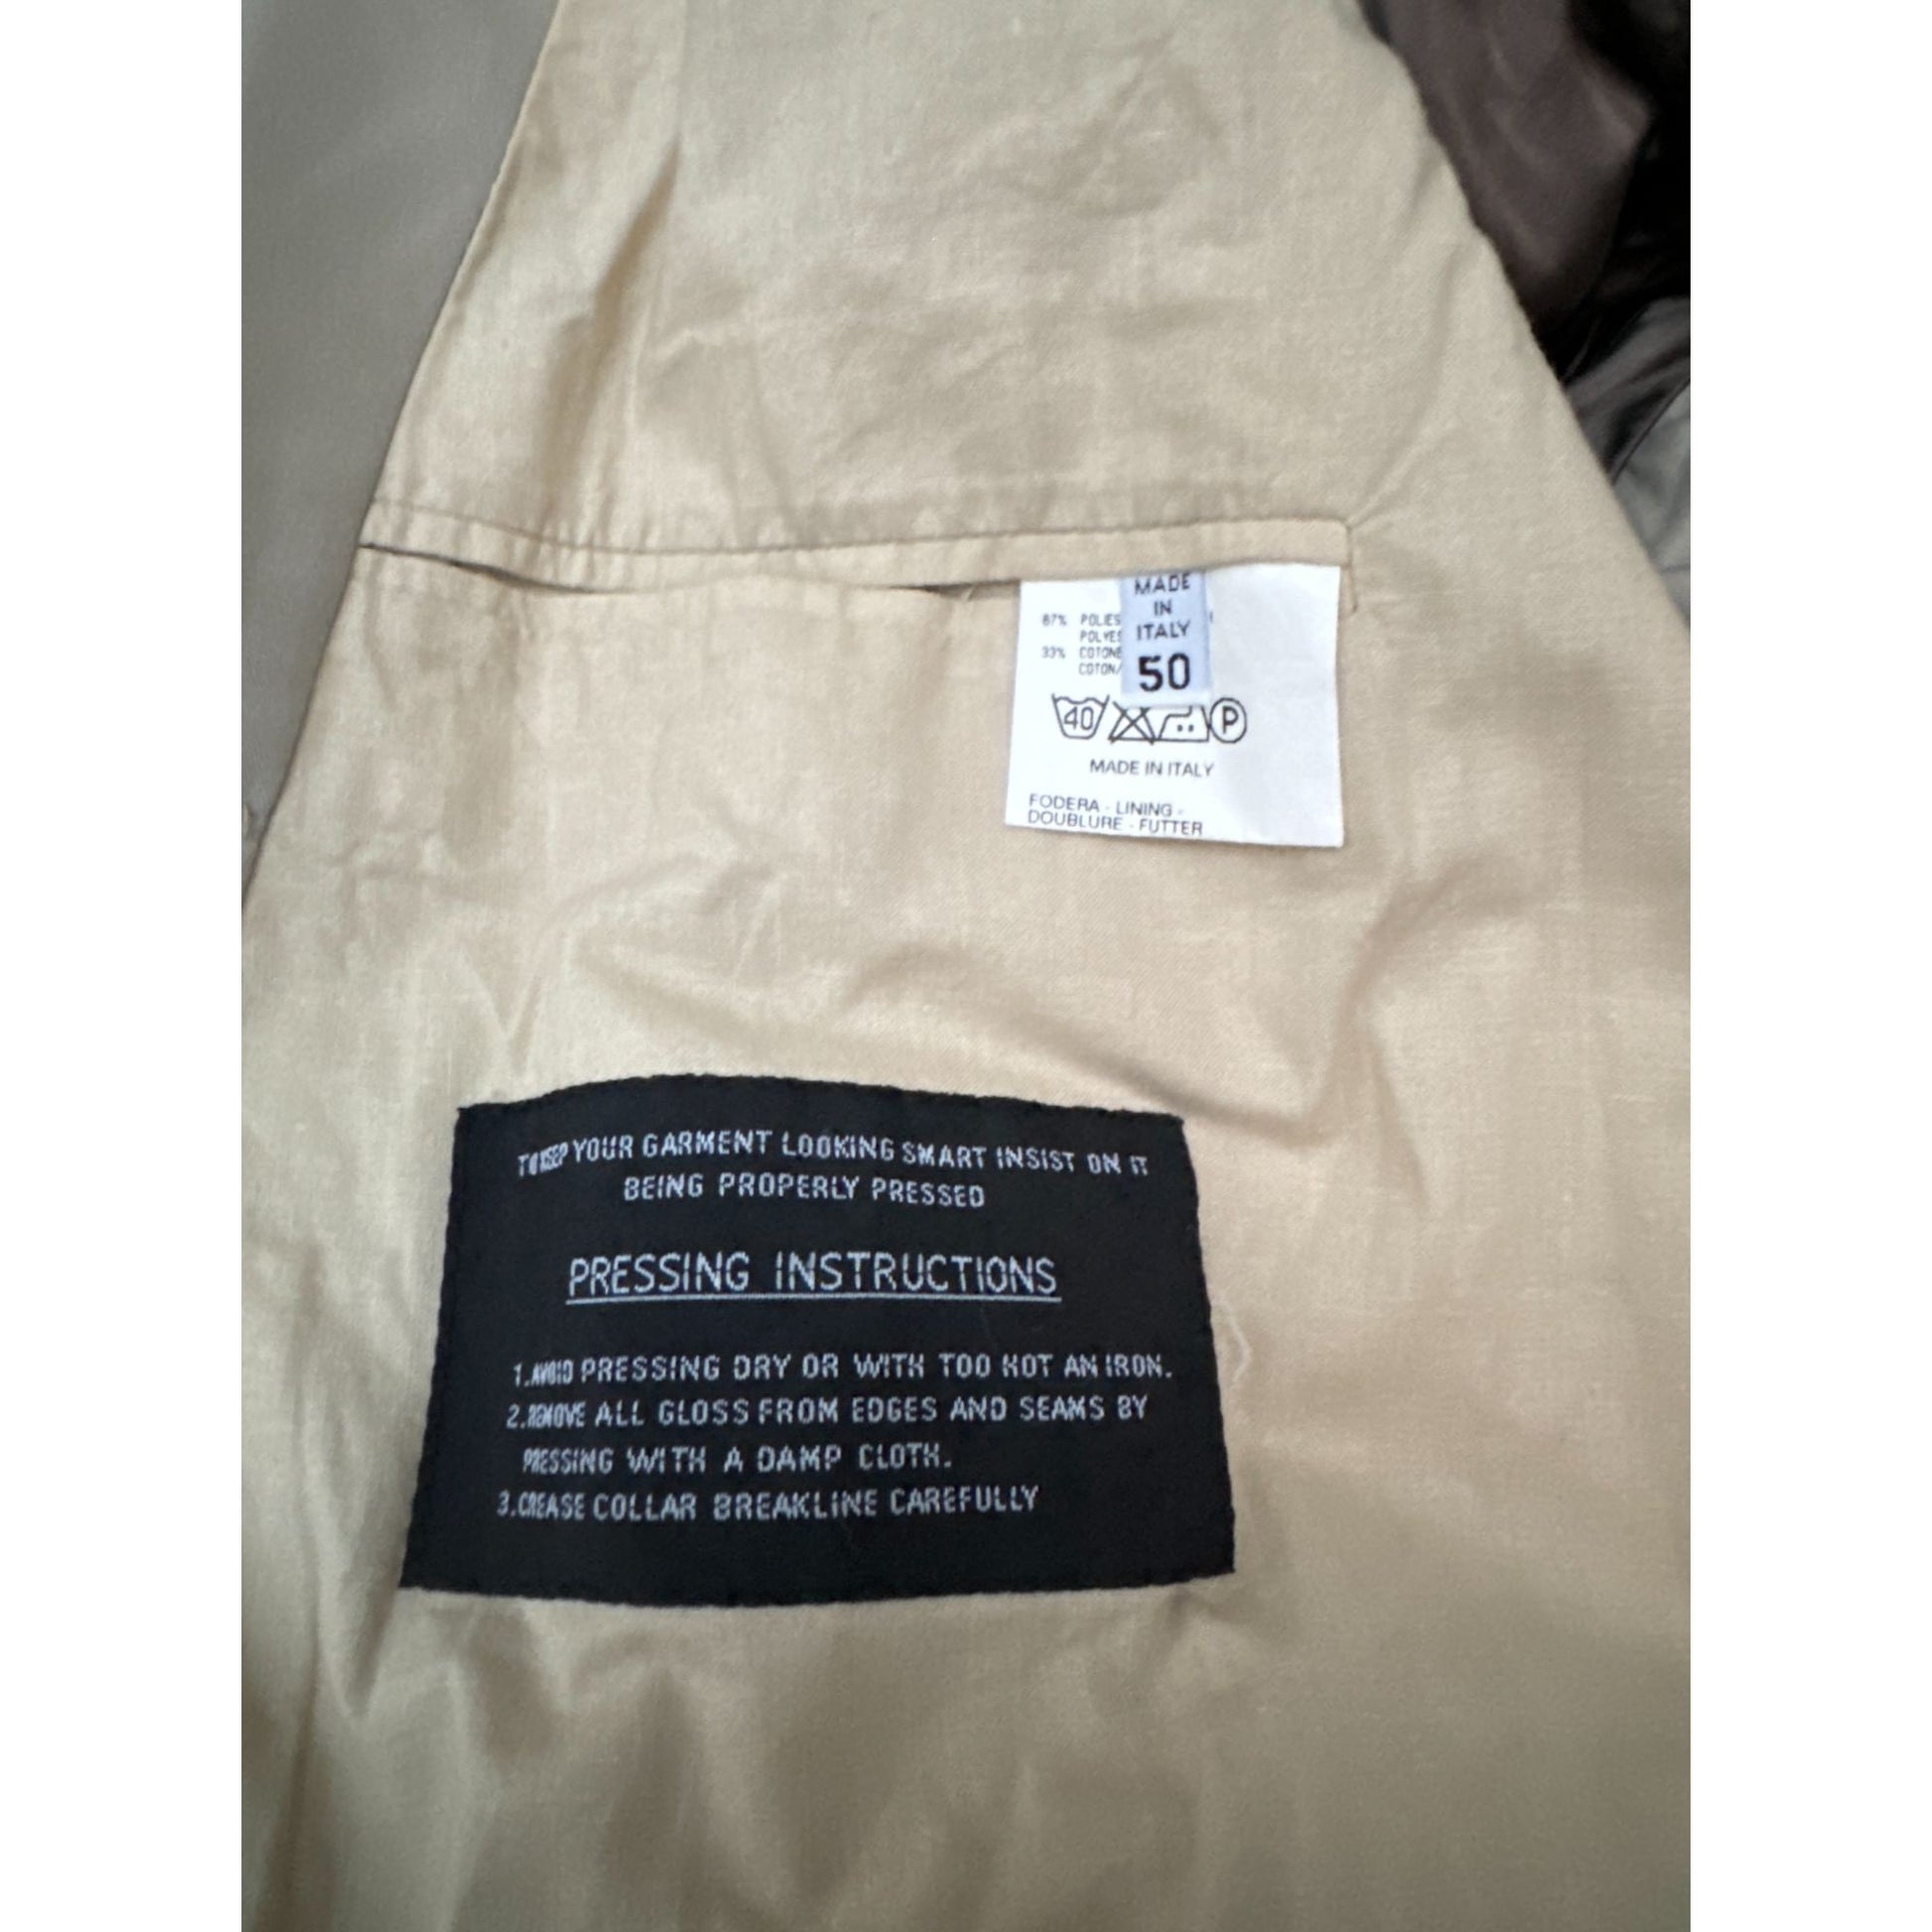 MADE
IN
ITALY
50
67% POLIES
POLYES
33% COTONE
COTON/
40 P
MADE IN ITALY
FODERA - LINING -
DOUBLURE - FUTTER
TO KEEP YOUR GARMENT LOOKING SMART INSIST ON IT
BEING PROPERLY PRESSED
PRESSING INSTRUCTIONS
1. AVOID PRESSING DRY OR WITH TOO HOT AN IRON.
2. REMOVE ALL GLOSS FROM EDGES AND SEAMS BY
PRESSING WITH A DAMP CLOTH.
3. CREASE COLLAR BREAKLINE CAREFULLY